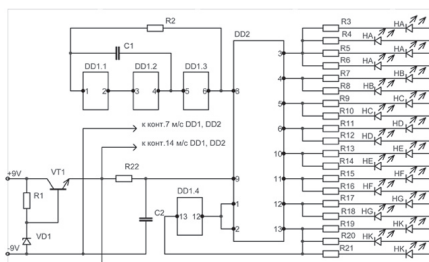 R2
C1
DD1.1 DD1.2 DD1.3
1 2 3 4 5 6
DD2
8
к конт.7 м/с DD1, DD2
к конт.14 м/с DD1, DD2
+9V VT1 R22
R1
VD1
-9V
C2
DD1.4
13 12
9
1
2
3
4
5
6
10
11
12
13
R3 HA HA
R4
R5 HA HA
R6
R7 HB HB
R8
R9 HC HC
R10
R11 HD HD
R12
R13 HE HE
R14
R15 HF HF
R16
R17 HG HG
R18
R19 HK HK
R20
R21 HK HK